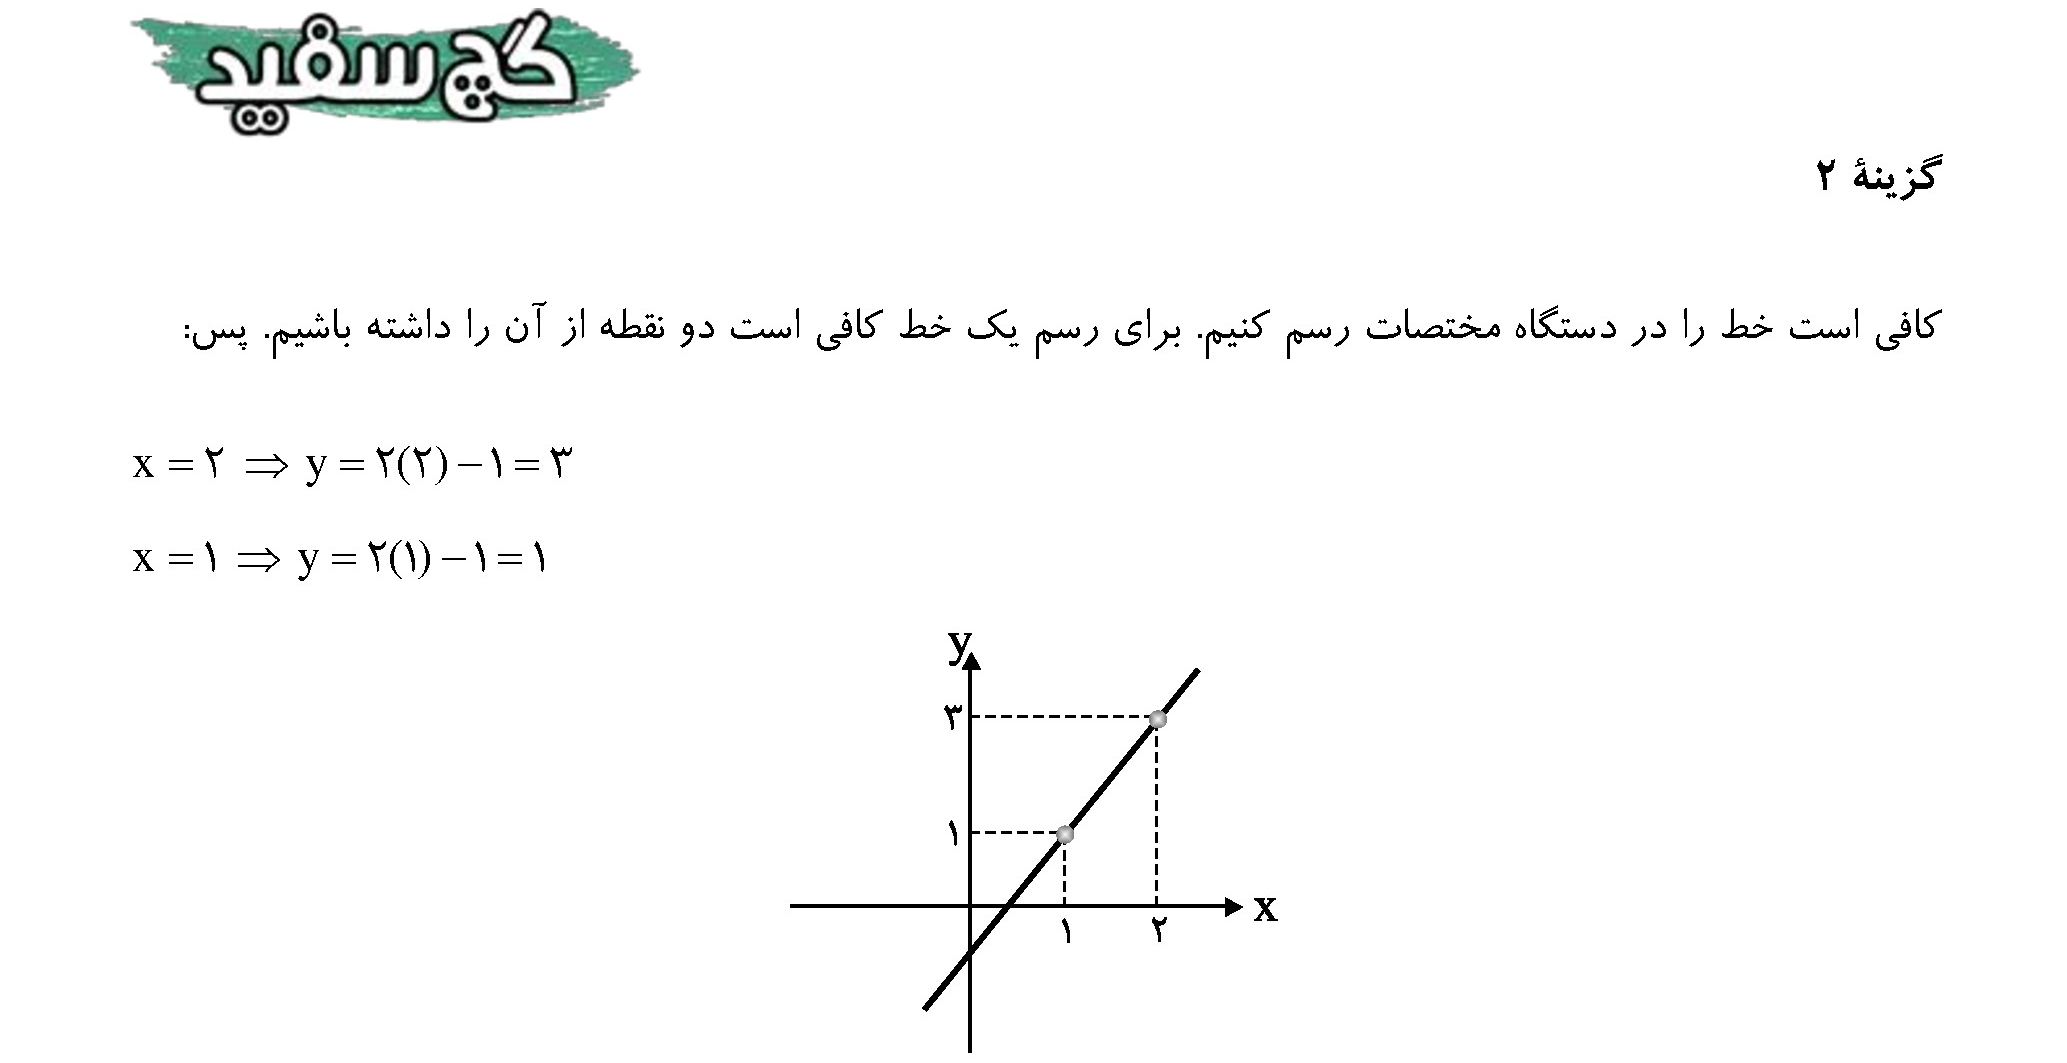 گچ سفید
گزینهٔ ۲
کافی است خط را در دستگاه مختصات رسم کنیم. برای رسم یک خط کافی است دو نقطه از آن را داشته باشیم. پس:
x = ۲ ⇒ y = ۲(۲) − ۱ = ۳
x = ۱ ⇒ y = ۲(۱) − ۱ = ۱
y
۳
۱
x
۱ ۲